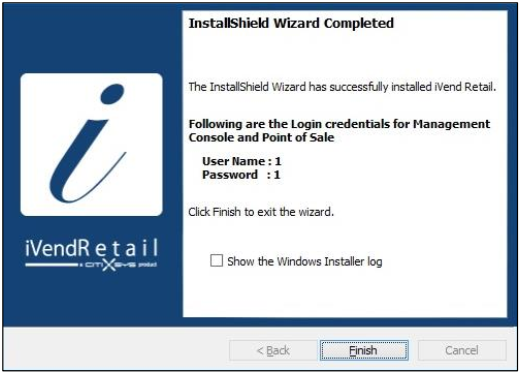 InstallShield Wizard Completed
The InstallShield Wizard has successfully installed iVend Retail.
Following are the Login credentials for Management
Console and Point of Sale
User Name : 1
Password : 1
Click Finish to exit the wizard.
Show the Windows Installer log
i
iVendRetail
a CITIXSYS product
< Back
Finish
Cancel